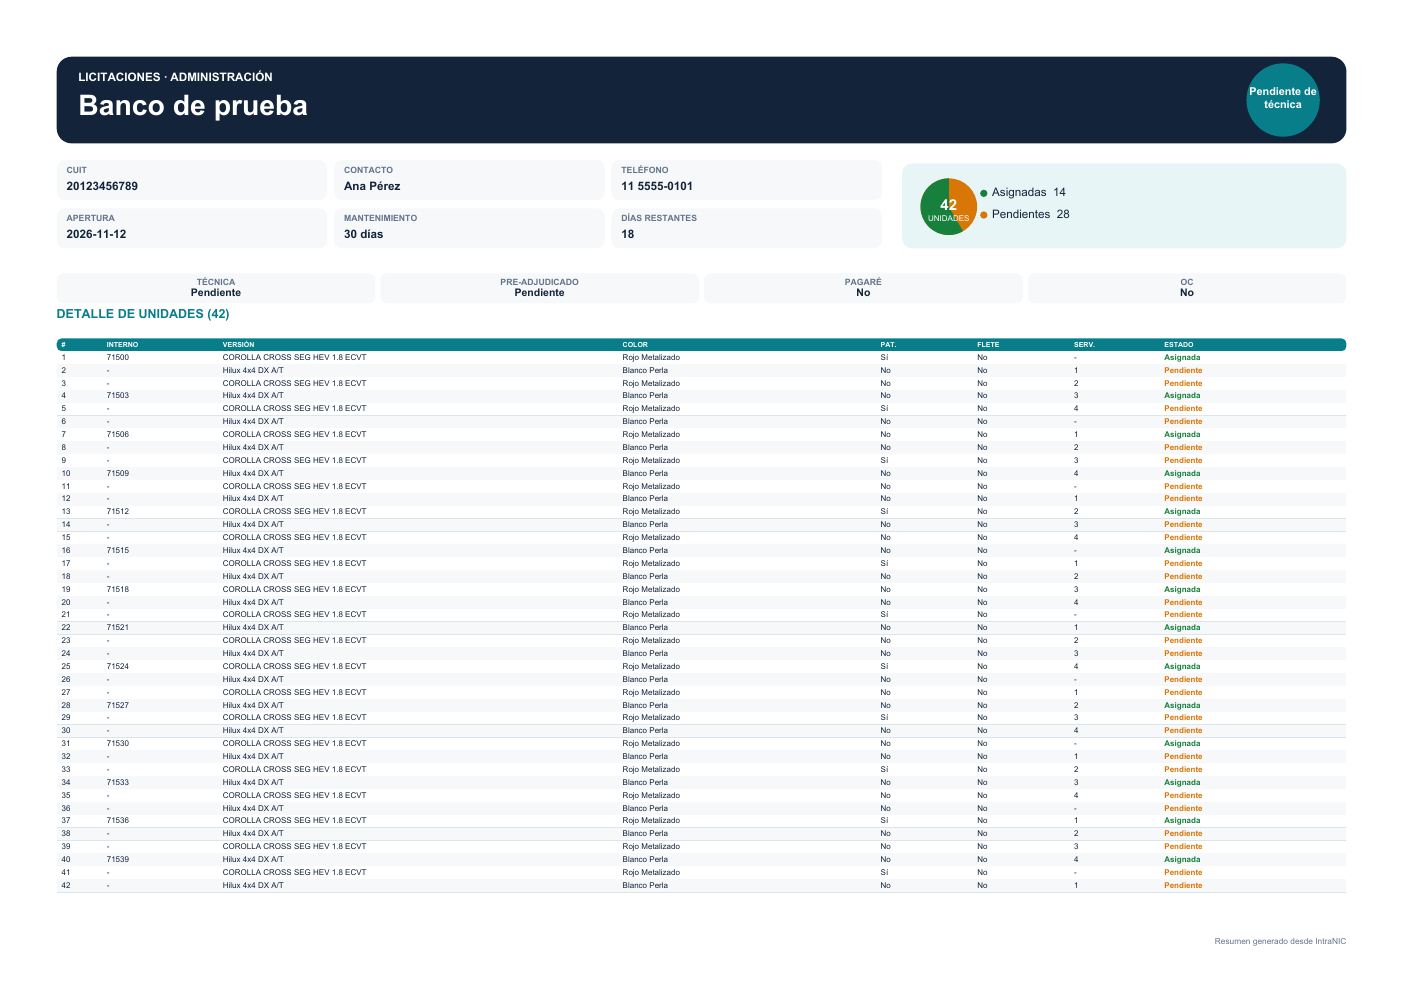 LICITACIONES · ADMINISTRACIÓN
Banco de prueba
Pendiente de
técnica
CUIT
20123456789
CONTACTO
Ana Pérez
TELÉFONO
11 5555-0101
APERTURA
2026-11-12
MANTENIMIENTO
30 días
DÍAS RESTANTES
18
42
UNIDADES
Asignadas 14
Pendientes 28
TÉCNICA
Pendiente
PRE-ADJUDICADO
Pendiente
PAGARÉ
No
OC
No
DETALLE DE UNIDADES (42)
# INTERNO VERSIÓN COLOR PAT. FLETE SERV. ESTADO
1 71500 COROLLA CROSS SEG HEV 1.8 ECVT Rojo Metalizado Sí No - Asignada
2 - Hilux 4x4 DX A/T Blanco Perla No No 1 Pendiente
3 - COROLLA CROSS SEG HEV 1.8 ECVT Rojo Metalizado No No 2 Pendiente
4 71503 Hilux 4x4 DX A/T Blanco Perla No No 3 Asignada
5 - COROLLA CROSS SEG HEV 1.8 ECVT Rojo Metalizado Sí No 4 Pendiente
6 - Hilux 4x4 DX A/T Blanco Perla No No - Pendiente
7 71506 COROLLA CROSS SEG HEV 1.8 ECVT Rojo Metalizado No No 1 Asignada
8 - Hilux 4x4 DX A/T Blanco Perla No No 2 Pendiente
9 - COROLLA CROSS SEG HEV 1.8 ECVT Rojo Metalizado Sí No 3 Pendiente
10 71509 Hilux 4x4 DX A/T Blanco Perla No No 4 Asignada
11 - COROLLA CROSS SEG HEV 1.8 ECVT Rojo Metalizado No No - Pendiente
12 - Hilux 4x4 DX A/T Blanco Perla No No 1 Pendiente
13 71512 COROLLA CROSS SEG HEV 1.8 ECVT Rojo Metalizado Sí No 2 Asignada
14 - Hilux 4x4 DX A/T Blanco Perla No No 3 Pendiente
15 - COROLLA CROSS SEG HEV 1.8 ECVT Rojo Metalizado No No 4 Pendiente
16 71515 Hilux 4x4 DX A/T Blanco Perla No No - Asignada
17 - COROLLA CROSS SEG HEV 1.8 ECVT Rojo Metalizado Sí No 1 Pendiente
18 - Hilux 4x4 DX A/T Blanco Perla No No 2 Pendiente
19 71518 COROLLA CROSS SEG HEV 1.8 ECVT Rojo Metalizado No No 3 Asignada
20 - Hilux 4x4 DX A/T Blanco Perla No No 4 Pendiente
21 - COROLLA CROSS SEG HEV 1.8 ECVT Rojo Metalizado Sí No - Pendiente
22 71521 Hilux 4x4 DX A/T Blanco Perla No No 1 Asignada
23 - COROLLA CROSS SEG HEV 1.8 ECVT Rojo Metalizado No No 2 Pendiente
24 - Hilux 4x4 DX A/T Blanco Perla No No 3 Pendiente
25 71524 COROLLA CROSS SEG HEV 1.8 ECVT Rojo Metalizado Sí No 4 Asignada
26 - Hilux 4x4 DX A/T Blanco Perla No No - Pendiente
27 - COROLLA CROSS SEG HEV 1.8 ECVT Rojo Metalizado No No 1 Pendiente
28 71527 Hilux 4x4 DX A/T Blanco Perla No No 2 Asignada
29 - COROLLA CROSS SEG HEV 1.8 ECVT Rojo Metalizado Sí No 3 Pendiente
30 - Hilux 4x4 DX A/T Blanco Perla No No 4 Pendiente
31 71530 COROLLA CROSS SEG HEV 1.8 ECVT Rojo Metalizado No No - Asignada
32 - Hilux 4x4 DX A/T Blanco Perla No No 1 Pendiente
33 - COROLLA CROSS SEG HEV 1.8 ECVT Rojo Metalizado Sí No 2 Pendiente
34 71533 Hilux 4x4 DX A/T Blanco Perla No No 3 Asignada
35 - COROLLA CROSS SEG HEV 1.8 ECVT Rojo Metalizado No No 4 Pendiente
36 - Hilux 4x4 DX A/T Blanco Perla No No - Pendiente
37 71536 COROLLA CROSS SEG HEV 1.8 ECVT Rojo Metalizado Sí No 1 Asignada
38 - Hilux 4x4 DX A/T Blanco Perla No No 2 Pendiente
39 - COROLLA CROSS SEG HEV 1.8 ECVT Rojo Metalizado No No 3 Pendiente
40 71539 Hilux 4x4 DX A/T Blanco Perla No No 4 Asignada
41 - COROLLA CROSS SEG HEV 1.8 ECVT Rojo Metalizado Sí No - Pendiente
42 - Hilux 4x4 DX A/T Blanco Perla No No 1 Pendiente
Resumen generado desde IntraNIC